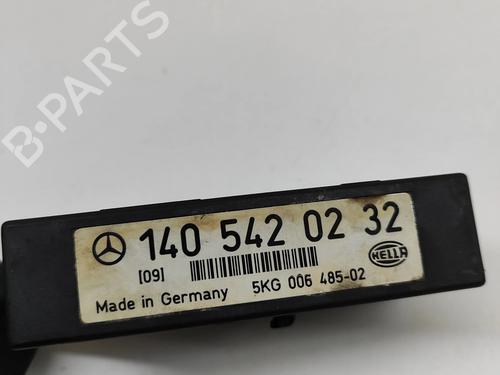 B-PARTS
140 542 02 32
[09]
HELLA
Made in Germany 5KG 006 485-02